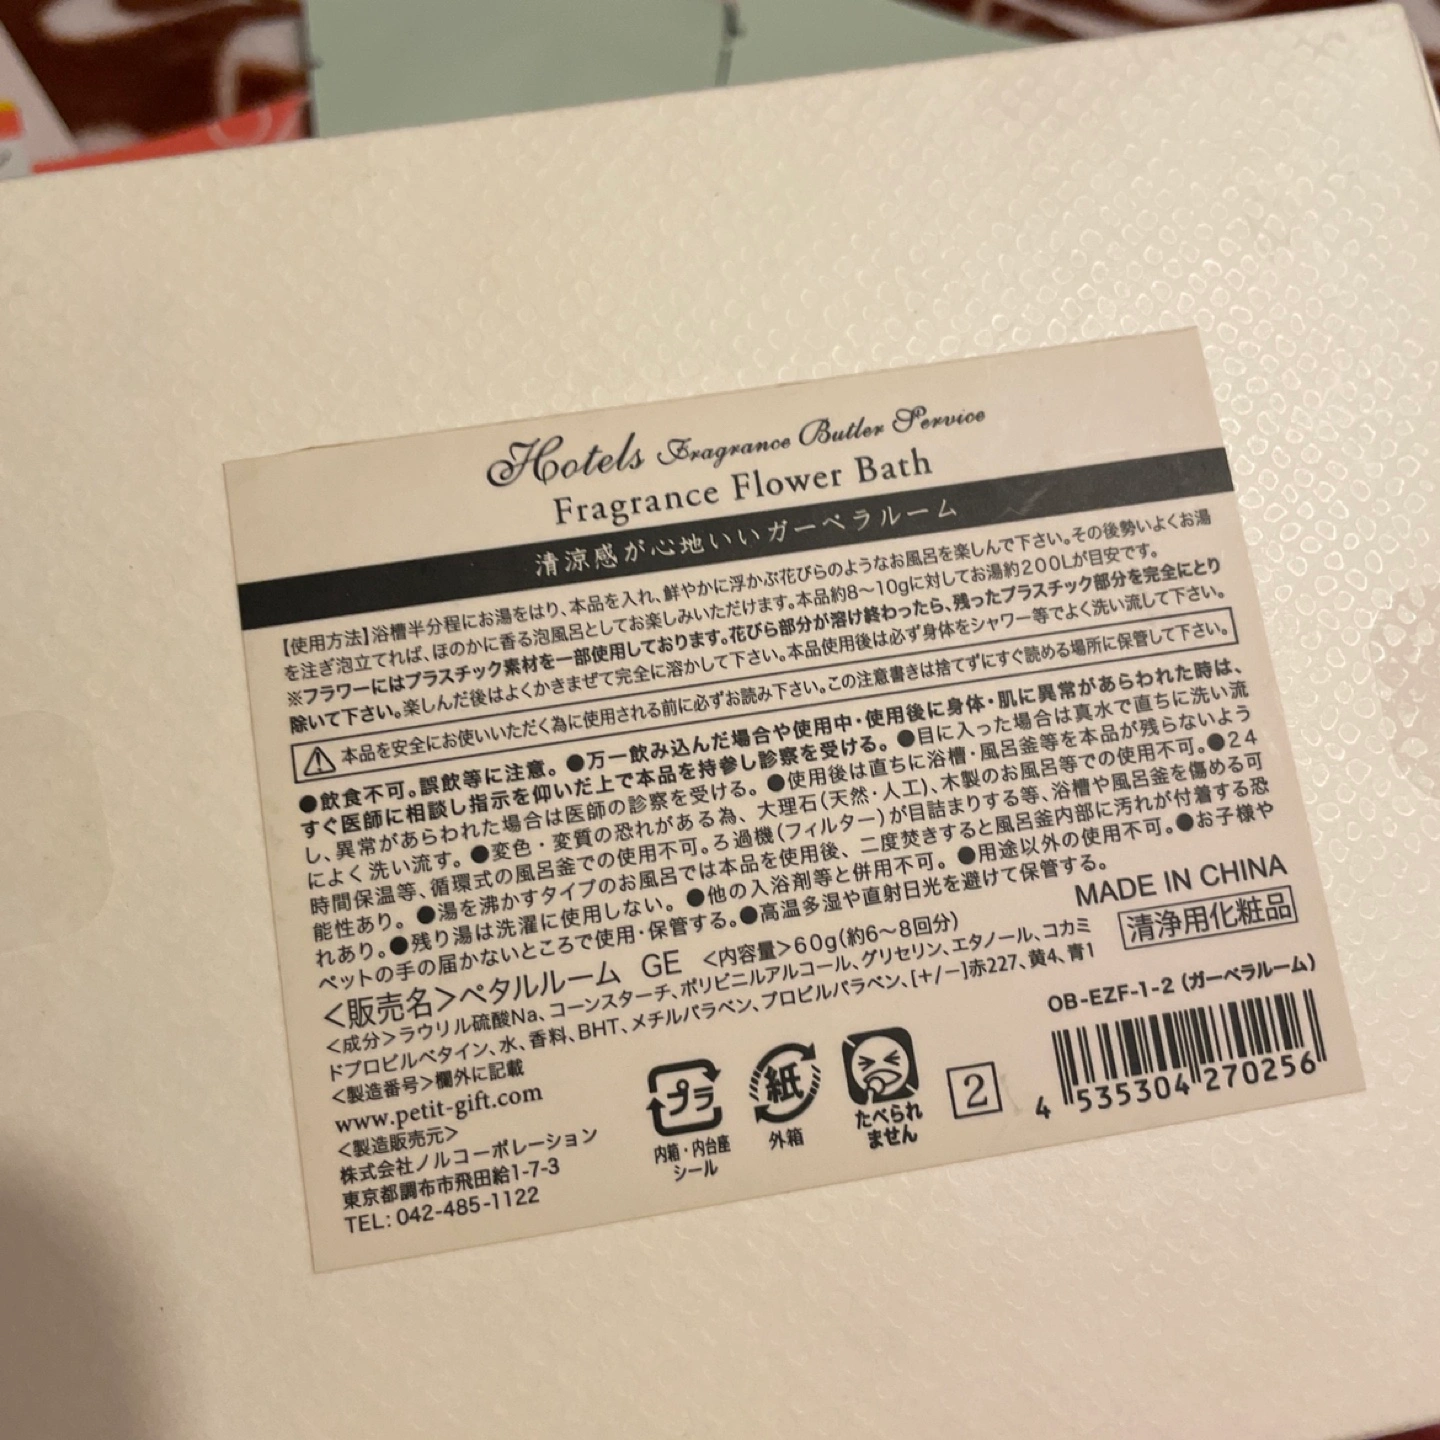 Hotels Fragrance Butler Service
Fragrance Flower Bath
清涼感が心地いいガーベラルーム
【使用方法】浴槽半分程にお湯をはり、本品を入れ、鮮やかに浮かぶ花びらのようなお風呂を楽しんで下さい。その後勢いよくお湯
を注ぎ泡立てれば、ほのかに香る泡風呂としてお楽しみいただけます。本品約8〜10gに対してお湯約200Lが目安です。
※フラワーにはプラスチック素材を一部使用しております。花びら部分が溶け終わったら、残ったプラスチック部分を完全にとり
除いて下さい。楽しんだ後はよくかきまぜて完全に溶かして下さい。本品使用後は必ず身体をシャワー等でよく洗い流して下さい。
本品を安全にお使いいただく為に使用される前に必ずお読み下さい。この注意書きは捨てずにすぐ読める場所に保管して下さい。
●飲食不可。誤飲等に注意。●万一飲み込んだ場合や使用中・使用後に身体・肌に異常があらわれた時は、
すぐ医師に相談し指示を仰いだ上で本品を持参し診察を受ける。●目に入った場合は真水で直ちに洗い流
し、異常があらわれた場合は医師の診察を受ける。●使用後は直ちに浴槽・風呂釜等を本品が残らないよう
によく洗い流す。●変色・変質の恐れがある為、大理石(天然・人工)、木製のお風呂等での使用不可。●24
時間保温等、循環式の風呂釜での使用不可。ろ過機(フィルター)が目詰まりする等、浴槽や風呂釜を傷める可
能性あり。●湯を沸かすタイプのお風呂では本品を使用後、二度焚きすると風呂釜内部に汚れが付着する恐
れあり。●残り湯は洗濯に使用しない。●他の入浴剤等と併用不可。●用途以外の使用不可。●お子様や
ペットの手の届かないところで使用・保管する。●高温多湿や直射日光を避けて保管する。
MADE IN CHINA
<販売名>ペタルルーム GE <内容量>60g(約6〜8回分)
清浄用化粧品
<成分>ラウリル硫酸Na、コーンスターチ、ポリビニルアルコール、グリセリン、エタノール、コカミ
ドプロピルベタイン、水、香料、BHT、メチルパラベン、プロピルパラベン、[+/−]赤227、黄4、青1
<製造番号>欄外に記載
www.petit-gift.com
<製造販売元>
株式会社ノルコーポレーション
東京都調布市飛田給1-7-3
TEL: 042-485-1122
プラ
内箱・内台座
シール
紙
外箱
たべられ
ません
2
OB-EZF-1-2 (ガーベラルーム)
4 535304 270256